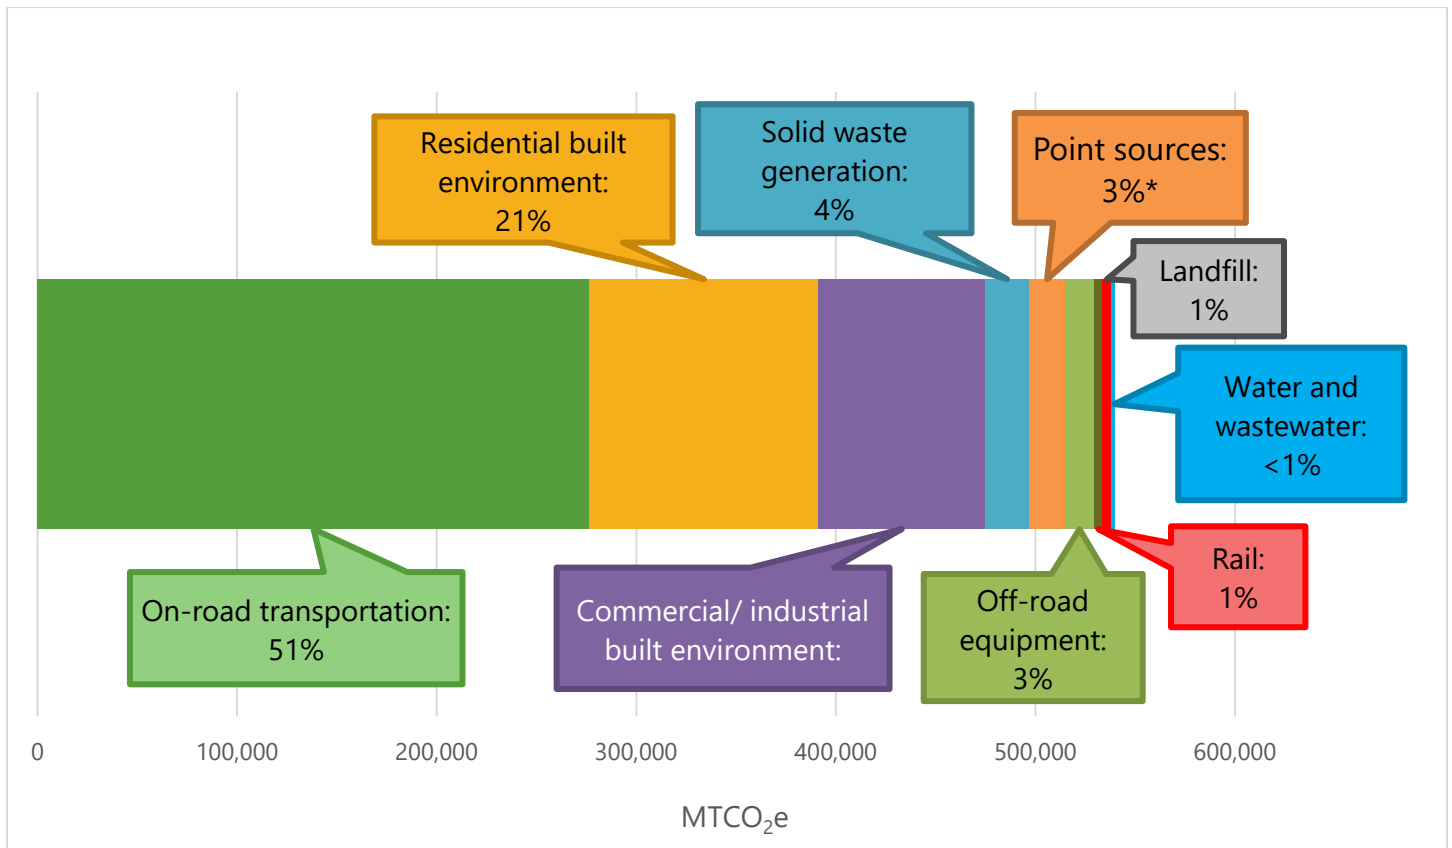 Residential built
environment:
21%
Solid waste
generation:
4%
Point sources:
3%*
Landfill:
1%
Water and
wastewater:
<1%
On-road transportation:
51%
Commercial/ industrial
built environment:
Off-road
equipment:
3%
Rail:
1%
0
100,000
200,000
300,000
400,000
500,000
600,000
MTCO₂e